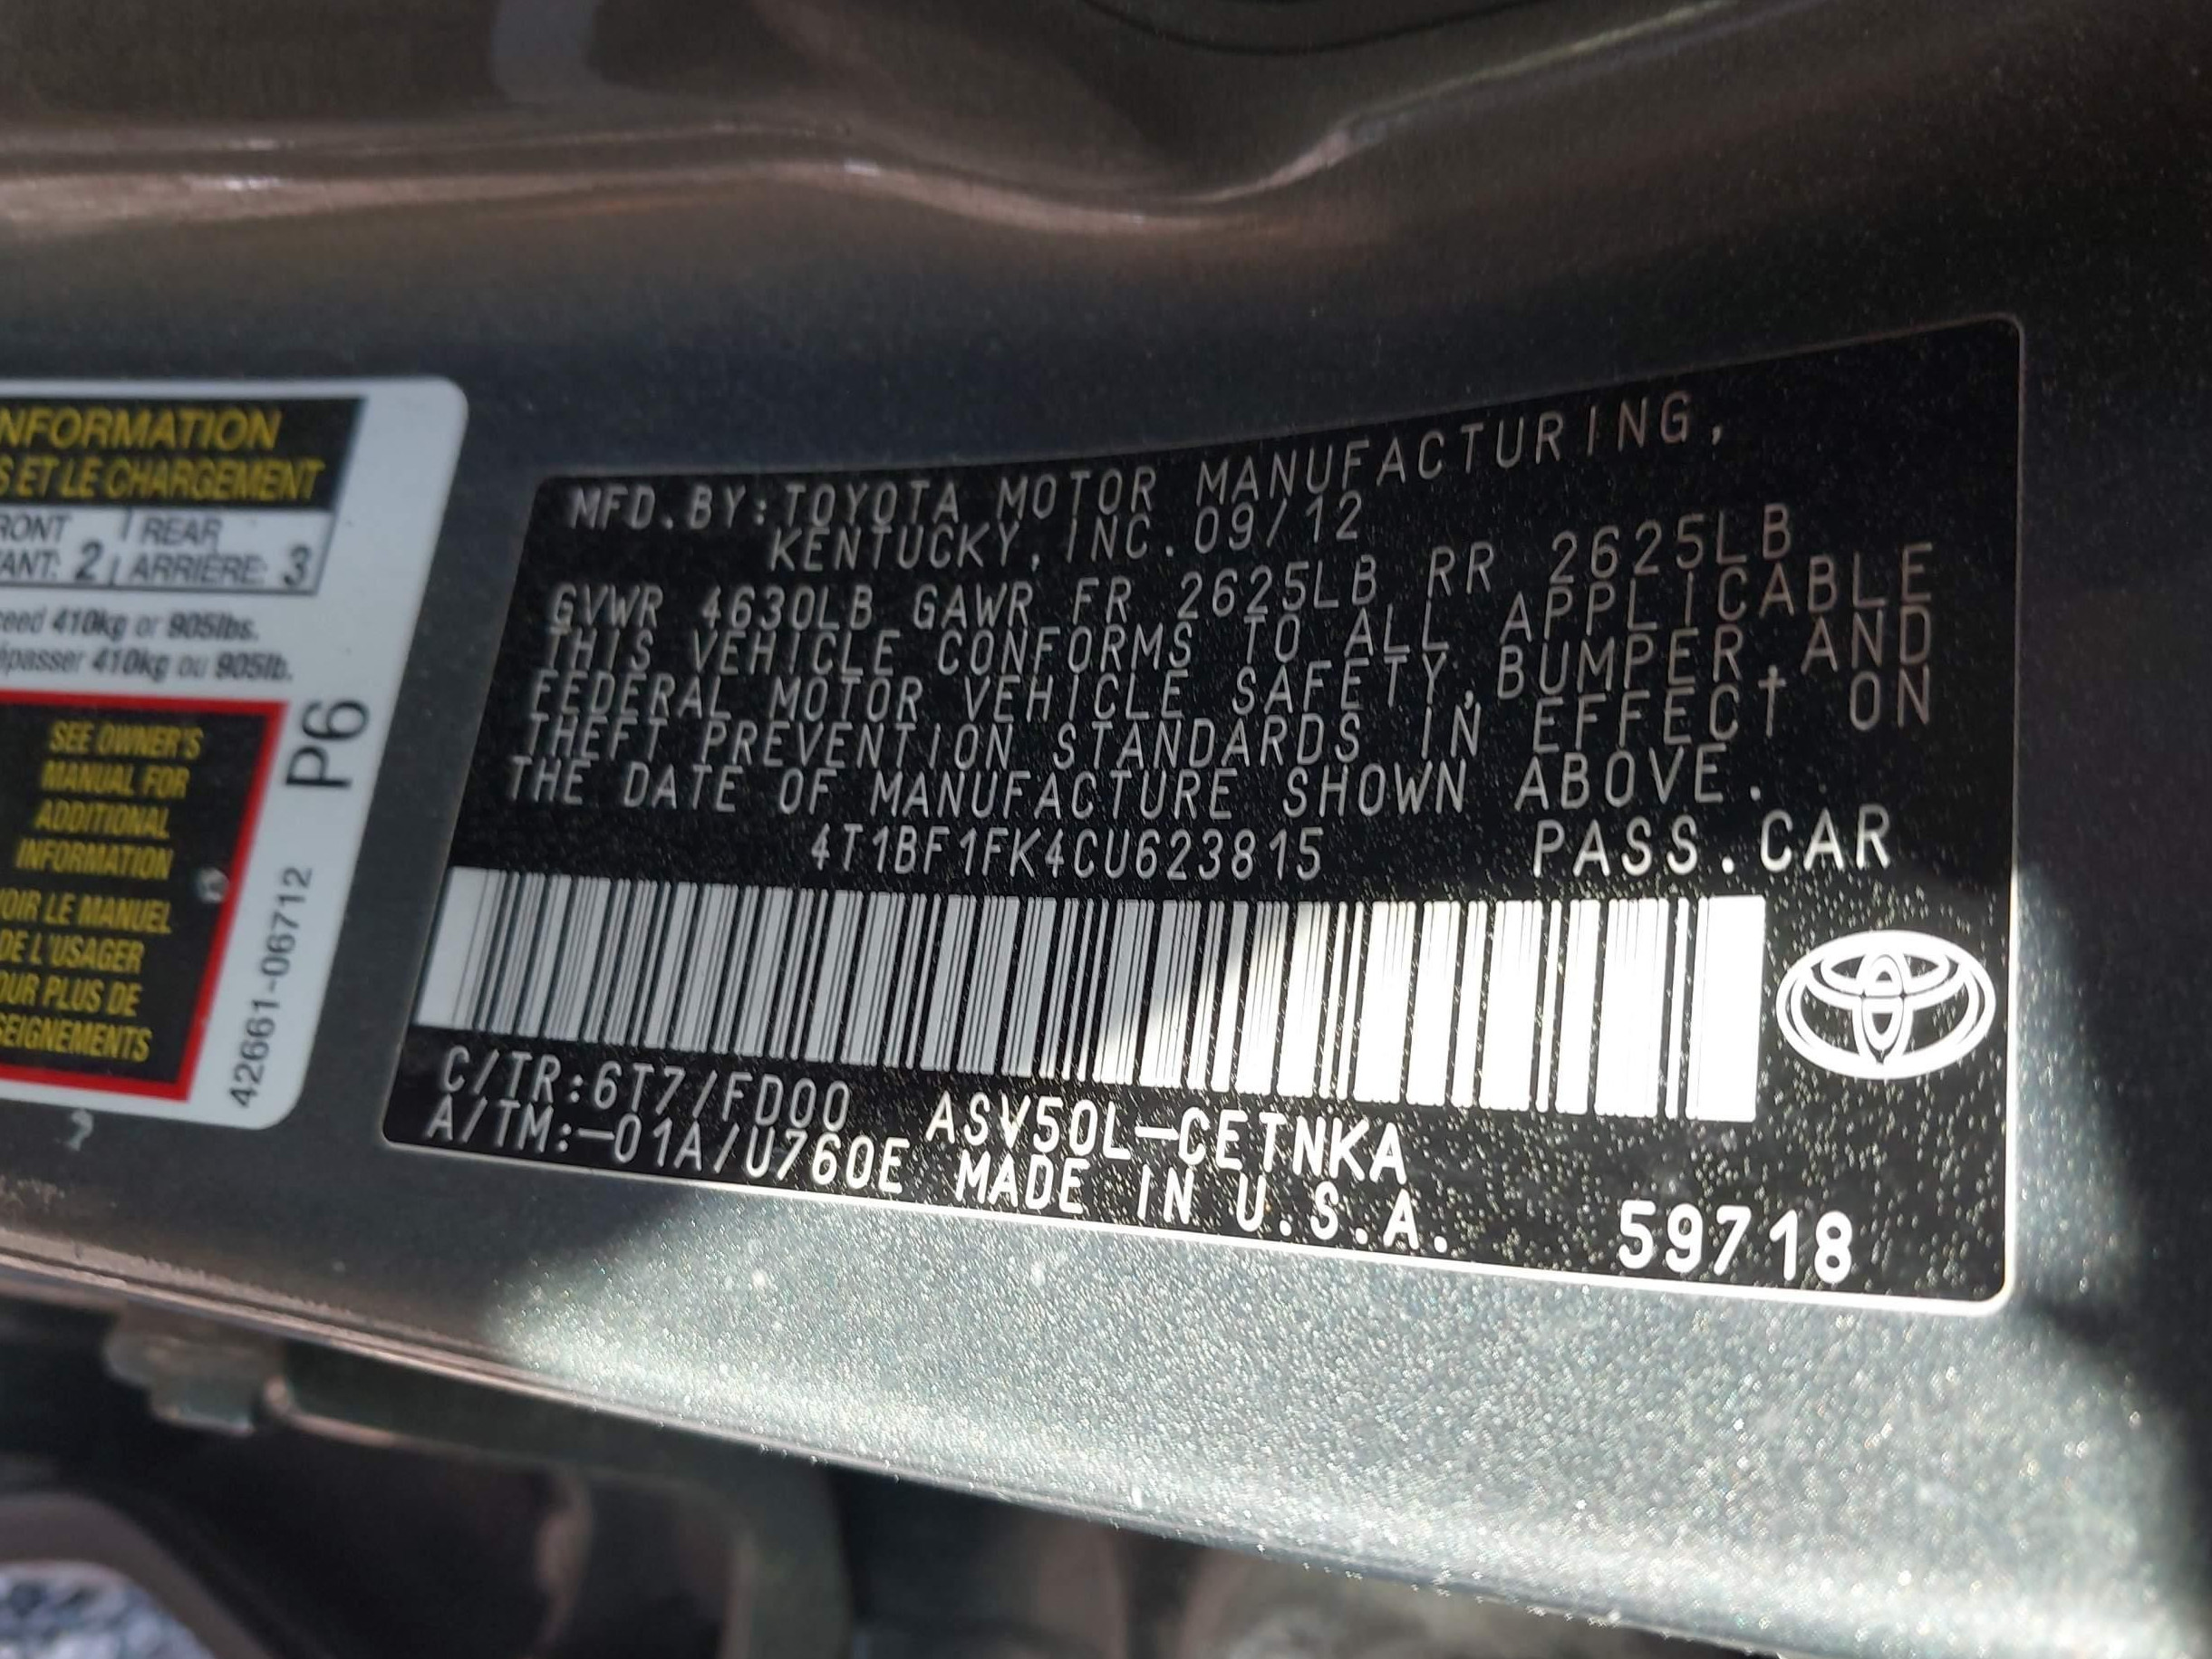 NFORMATION
S ET LE CHARGEMENT
RONT REAR
ANT: 2 ARRIÈRE: 3
ceed 410kg or 905lbs.
épasser 410kg ou 905lb.
SEE OWNER'S
MANUAL FOR
ADDITIONAL
INFORMATION
OIR LE MANUEL
DE L'USAGER
OUR PLUS DE
SEIGNEMENTS
P6
42661-06712
MFD.BY:TOYOTA MOTOR MANUFACTURING,
KENTUCKY,INC.09/12
GVWR 4630LB GAWR FR 2625LB RR 2625LB
THIS VEHICLE CONFORMS TO ALL APPLICABLE
FEDERAL MOTOR VEHICLE SAFETY,BUMPER,AND
THEFT PREVENTION STANDARDS IN EFFECT ON
THE DATE OF MANUFACTURE SHOWN ABOVE.
4T1BF1FK4CU623815 PASS.CAR
C/TR:6T7/FD00 ASV50L-CETNKA
A/TM:-01A/U760E MADE IN U.S.A.
59718